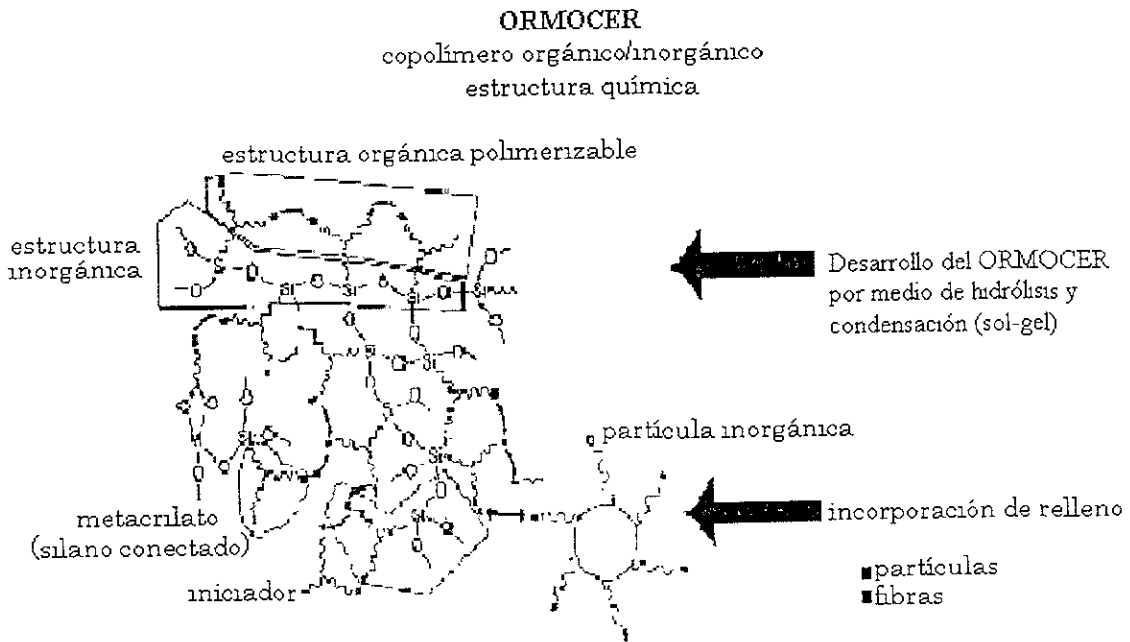 ORMOCER
copolímero orgánico/inorgánico
estructura química
estructura orgánica polimerizable
estructura
inorgánica
Desarrollo del ORMOCER
por medio de hidrólisis y
condensación (sol-gel)
partícula inorgánica
metacrilato
(silano conectado)
iniciador
incorporación de relleno
partículas
fibras